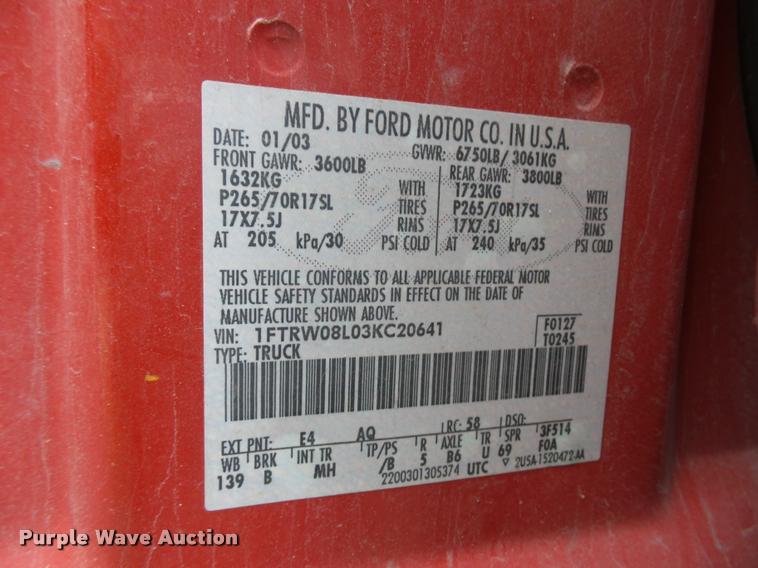 MFD. BY FORD MOTOR CO. IN U.S.A.
DATE: 01/03 GVWR: 6750LB/ 3061KG
FRONT GAWR: 3600LB REAR GAWR: 3800LB
1632KG WITH 1723KG WITH
P265/70R17SL TIRES P265/70R17SL TIRES
17X7.5J RIMS 17X7.5J RIMS
AT 205 kPa/30 PSI COLD AT 240 kPa/35 PSI COLD
THIS VEHICLE CONFORMS TO ALL APPLICABLE FEDERAL MOTOR
VEHICLE SAFETY STANDARDS IN EFFECT ON THE DATE OF
MANUFACTURE SHOWN ABOVE.
VIN: 1FTRW08L03KC20641 F0127
TYPE: TRUCK T0245
EXT PNT: E4 AQ RC: 58 DSO:
WB BRK INT TR TP/PS R AXLE TR SPR 3F514
139 B MH /B 5 B6 U 69 F0A
2200301305374 UTC ▽ 2USA-1520472-AA
Purple Wave Auction®